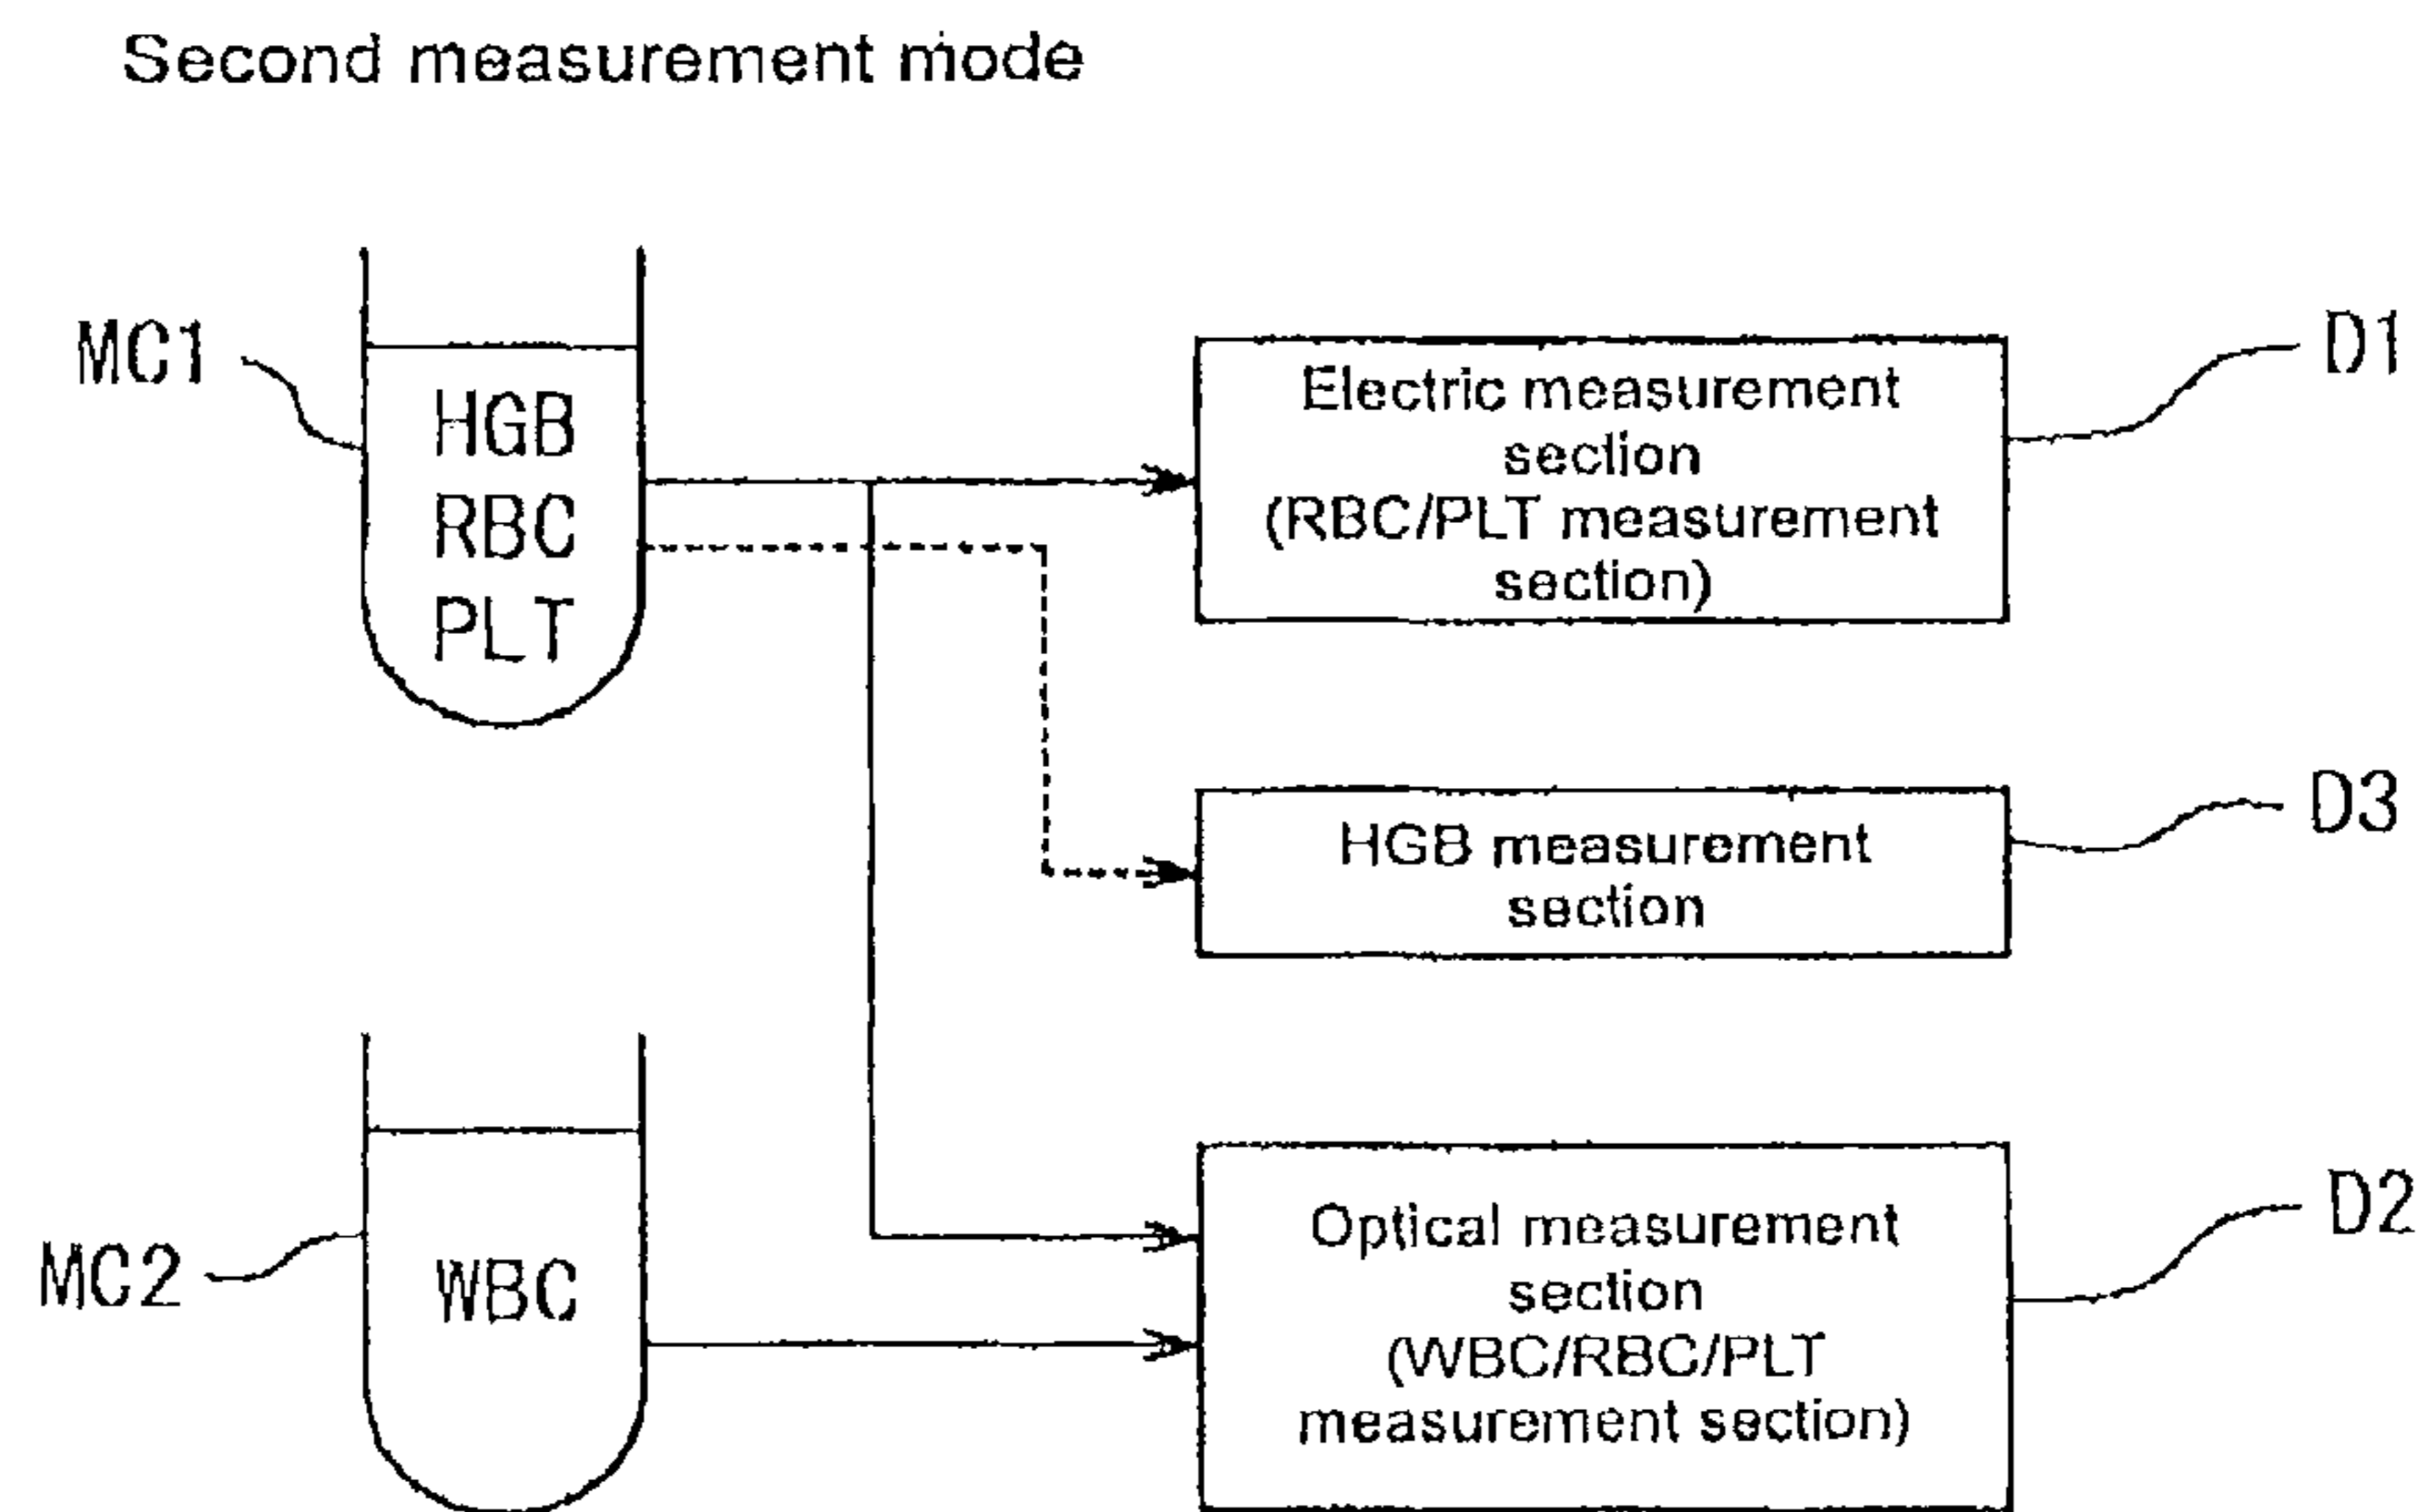 Second measurement mode
MC1
HGB
RBC
PLT
Electric measurement
section
(RBC/PLT measurement
section)
D1
HGB measurement
section
D3
MC2
WBC
Optical measurement
section
(WBC/RBC/PLT
measurement section)
D2